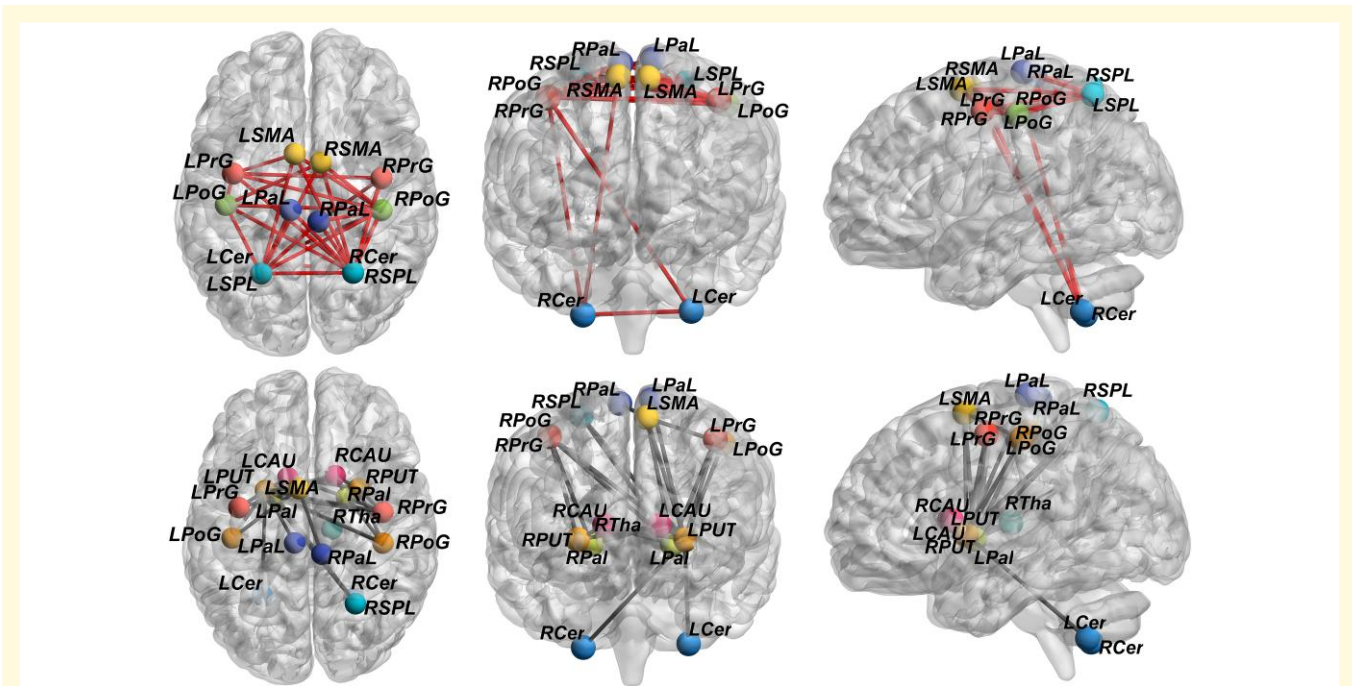 LSMA
RSMA
LPrG
RPrG
LPoG
LPaL
RPaL
RPoG
LCer
RCer
LSPL
RSPL
RPaL
LPaL
RSPL
LSPL
RPoG
RSMA
LSMA
LPrG
RPrG
LPoG
RCer
LCer
LPaL
RSMA
RPaL
RSPL
LSMA
LPrG
RPoG
LSPL
RPrG
LPoG
LCer
RCer
LCAU
RCAU
LPUT
RPUT
LPrG
LSMA
RPal
LPal
RTha
RPrG
LPoG
LPaL
RPaL
RPoG
LCer
RCer
RSPL
RPaL
LPaL
RSPL
LSMA
RPoG
LPrG
RPrG
LPoG
RCAU
RTha
LCAU
RPUT
LPUT
RPal
LPal
RCer
LCer
LPaL
RSPL
LSMA
RPaL
RPrG
RPoG
LPrG
LPoG
RCAU
LPUT
RTha
LCAU
RPUT
LPal
LCer
RCer